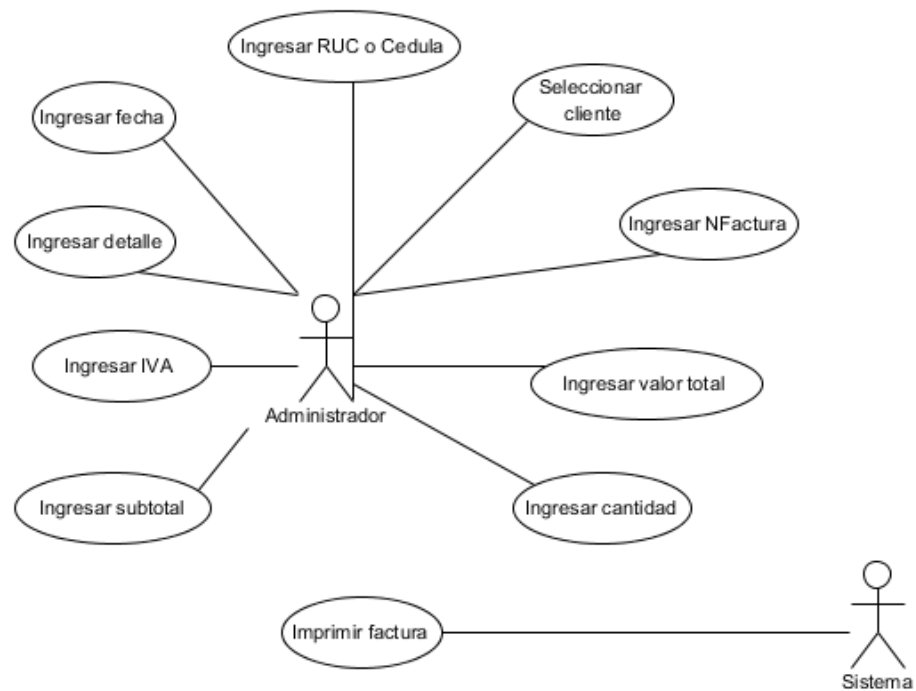 Ingresar RUC o Cedula
Seleccionar
cliente
Ingresar fecha
Ingresar NFactura
Ingresar detalle
Ingresar IVA
Ingresar valor total
Administrador
Ingresar subtotal
Ingresar cantidad
Imprimir factura
Sistema